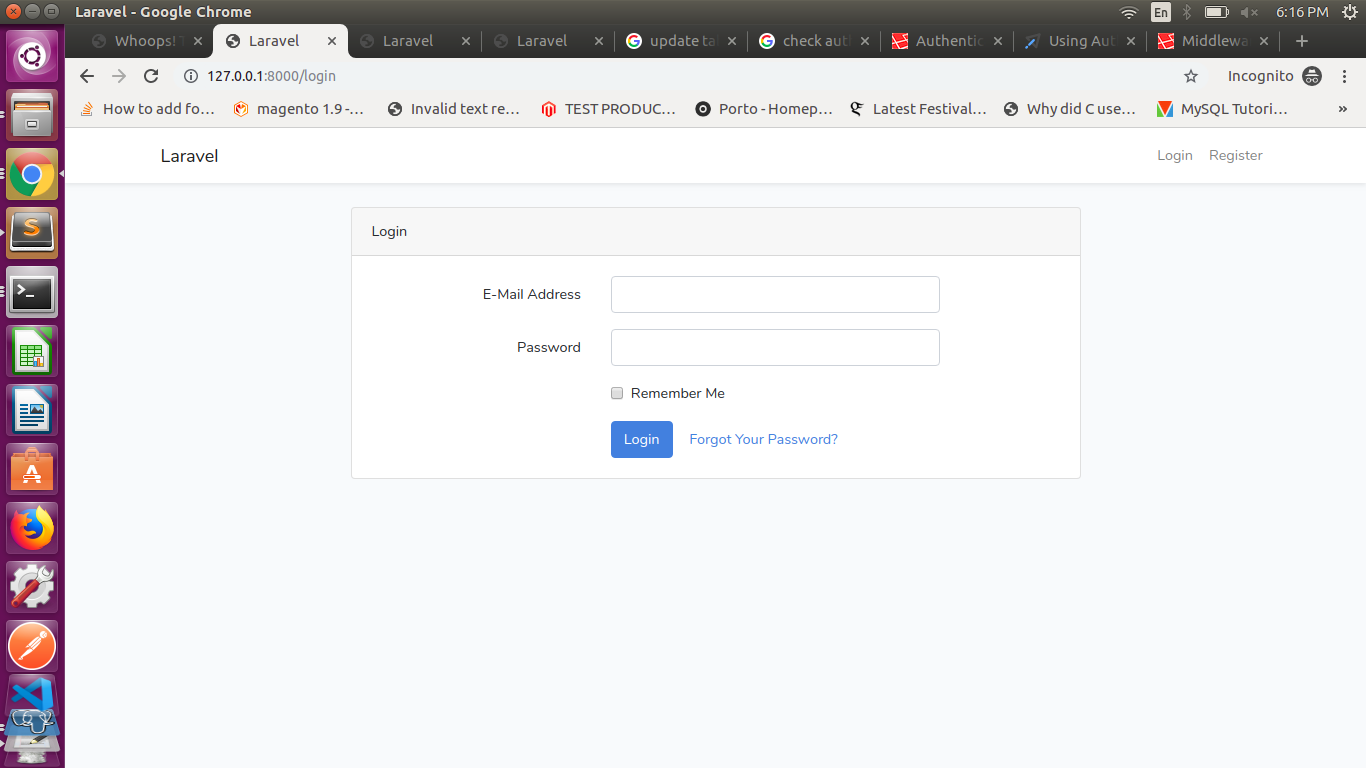 Laravel - Google Chrome
En
6:16 PM
Whoops! T
Laravel
Laravel
Laravel
update ta
check aut
Authentic
Using Aut
Middlewa
127.0.0.1:8000/login
Incognito
How to add fo...
magento 1.9 -...
Invalid text re...
TEST PRODUC...
Porto - Homep...
Latest Festival...
Why did C use...
MySQL Tutori...
»
Laravel
Login
Register
Login
E-Mail Address
Password
Remember Me
Login
Forgot Your Password?